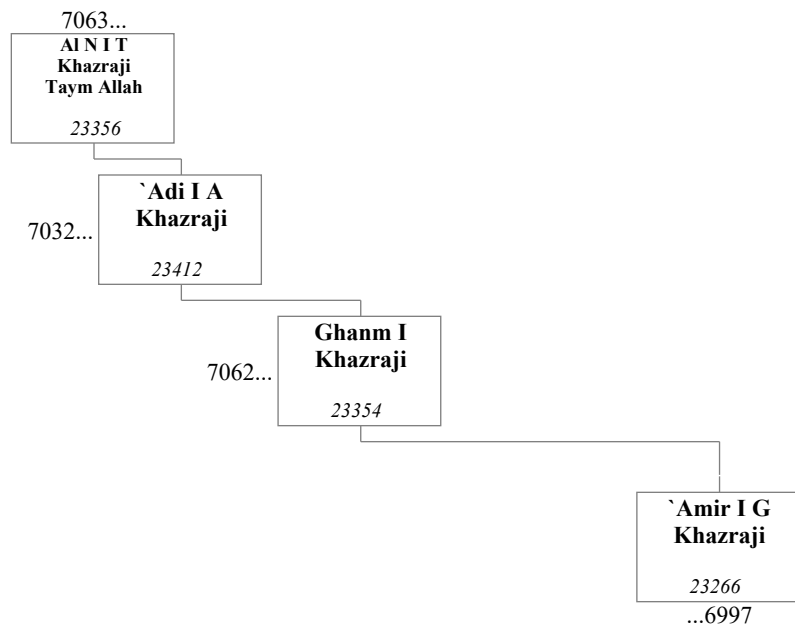 7063...
Al N I T
Khazraji
Taym Allah
23356
`Adi I A
Khazraji
7032...
23412
Ghanm I
Khazraji
7062...
23354
`Amir I G
Khazraji
23266
...6997